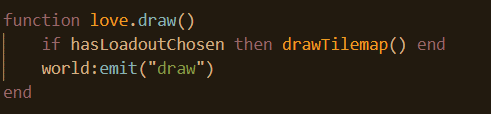 function love.draw()
    if hasLoadoutChosen then drawTilemap() end
    world:emit("draw")
end